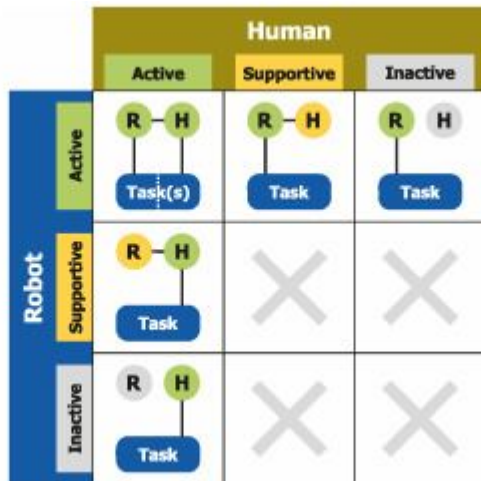 Human
Active Supportive Inactive
Robot
Active
R H
Task(s)
R H
Task
R H
Task
Supportive
R H
Task
Inactive
R H
Task